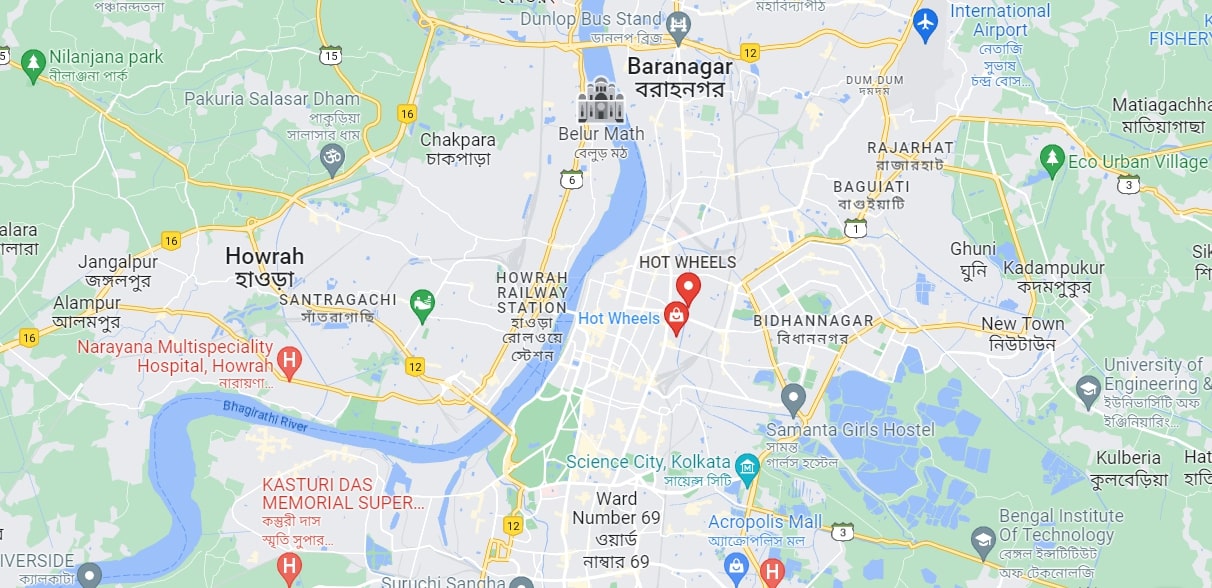 পঞ্চাননতলা
Dunlop Bus Stand
ডানলপ ব্রিজ
মহাবিদ্যাপীঠ
International
Airport
নেতাজি
সুভাষ
চন্দ্র বোস...
FISHERY
Nilanjana park
নীলাঞ্জনা পার্ক
15
12
Baranagar
বরাহনগর
DUM DUM
দমদম
Pakuria Salasar Dham
পাকুড়িয়া
সালাসার ধাম
16
Chakpara
চাকপাড়া
Belur Math
বেলুড় মঠ
6
Matiagachha
মাতিয়াগাছা
RAJARHAT
রাজারহাট
Eco Urban Village
3
BAGUIATI
বাগুইয়াটি
1
alara
16
Jangalpur
জঙ্গলপুর
Howrah
হাওড়া
HOT WHEELS
Ghuni
ঘুনি
Kadampukur
কদমপুকুর
Alampur
আলমপুর
SANTRAGACHI
সাঁতরাগাছি
HOWRAH
RAILWAY
STATION
হাওড়া
রেলওয়ে
স্টেশন
Hot Wheels
BIDHANNAGAR
বিধাননগর
New Town
নিউটাউন
16
Narayana Multispeciality
Hospital, Howrah
নারায়ণা...
H
12
University of
Engineering &
ইউনিভার্সিটি অফ
ইঞ্জিনিয়ারিং...
Bhagirathi River
Samanta Girls Hostel
সামন্ত
গার্লস হস্টেল
Science City, Kolkata
সায়েন্স সিটি
Kulberia
কুলবেড়িয়া
KASTURI DAS
MEMORIAL SUPER...
কস্তুরী দাস
স্মৃতি সুপার...
H
Ward
Number 69
ওয়ার্ড
নাম্বার 69
12
Acropolis Mall
অ্যাক্রোপলিস মল
H
3
Bengal Institute
Of Technology
বেঙ্গল ইন্সটিটিউট
অফ টেকনোলজি
IVERSIDE
ক্যালকাটা
Suruchi Sangha